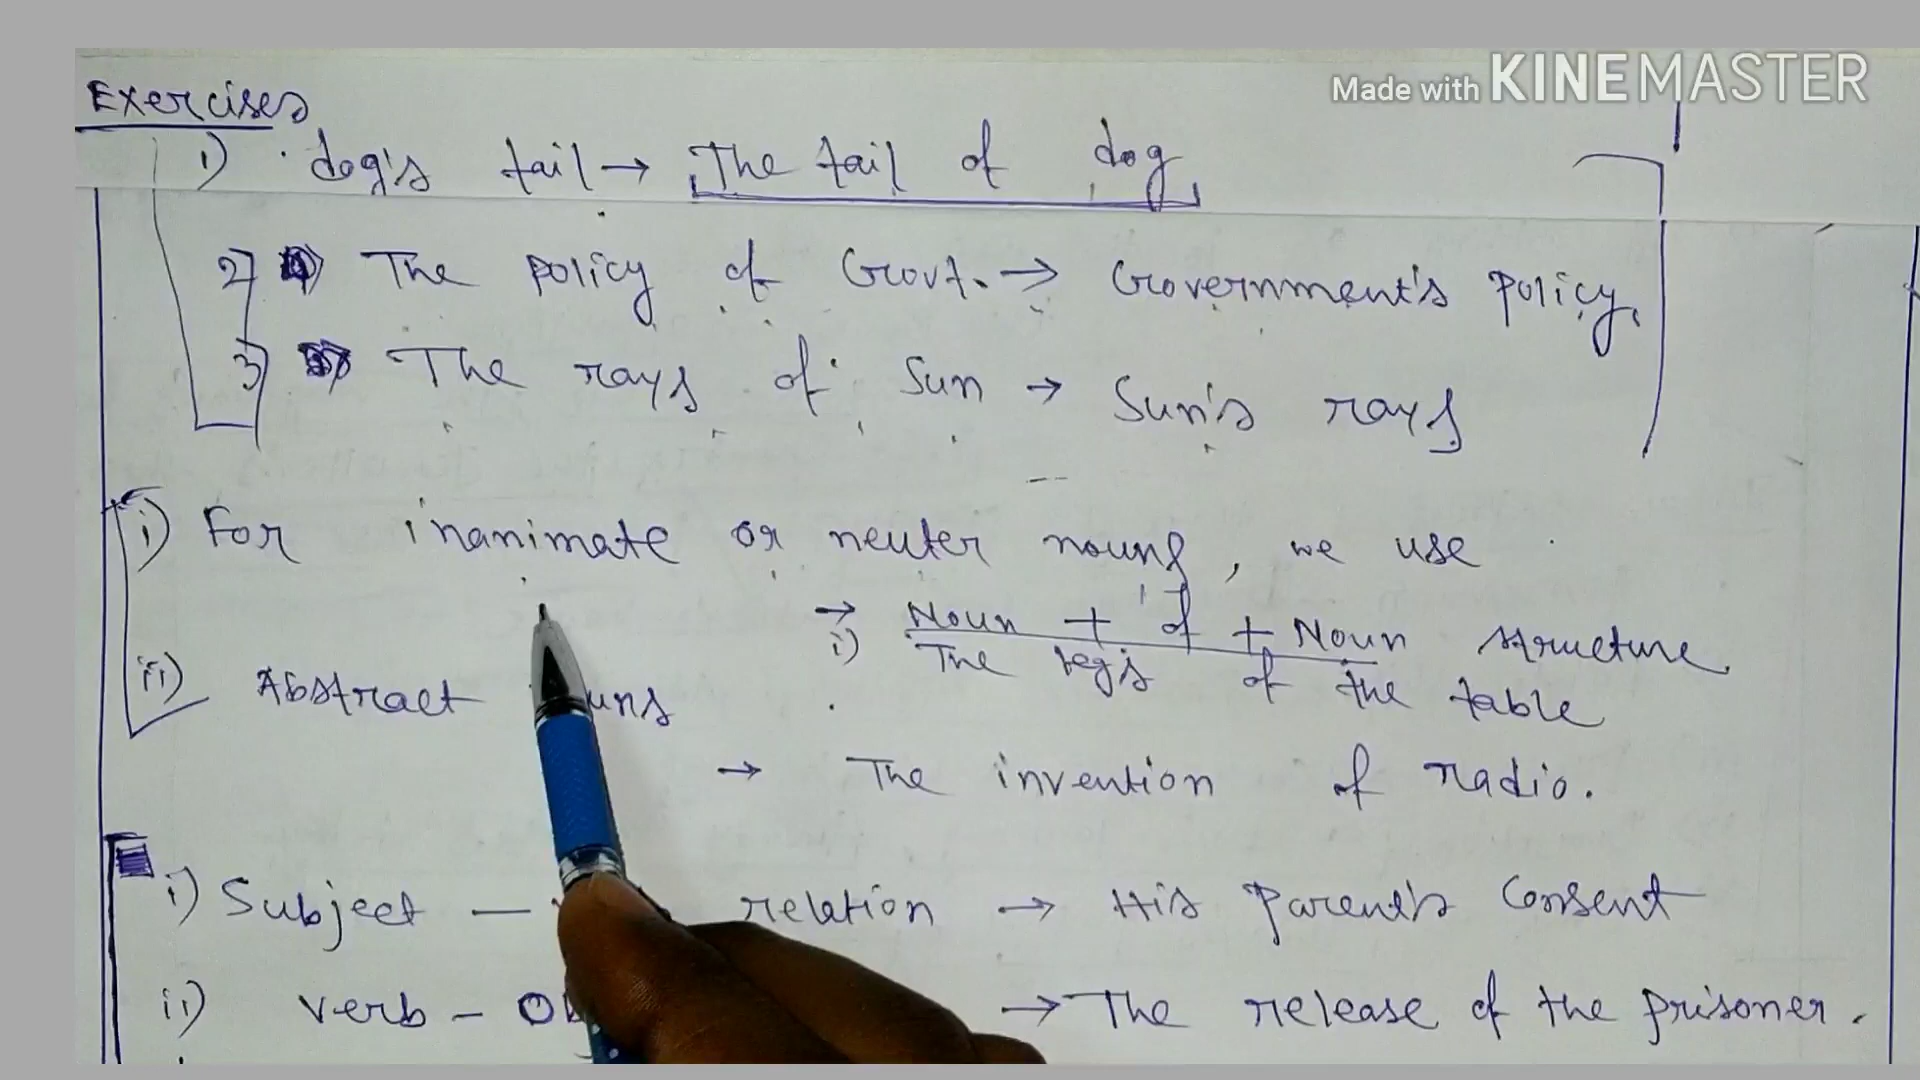 Made with KINEMASTER
Exercises
1) dog's tail → The tail of dog
2) The policy of Govt. → Government's policy.
3) The rays of Sun → Sun's rays
i) For inanimate or neuter nouns, we use
→ Noun + of + Noun structure
i) The legs of the table
ii) Abstract
→ The invention of radio.
i) Subject — relation → His Parent's Consent
ii) Verb - → The release of the prisoner.